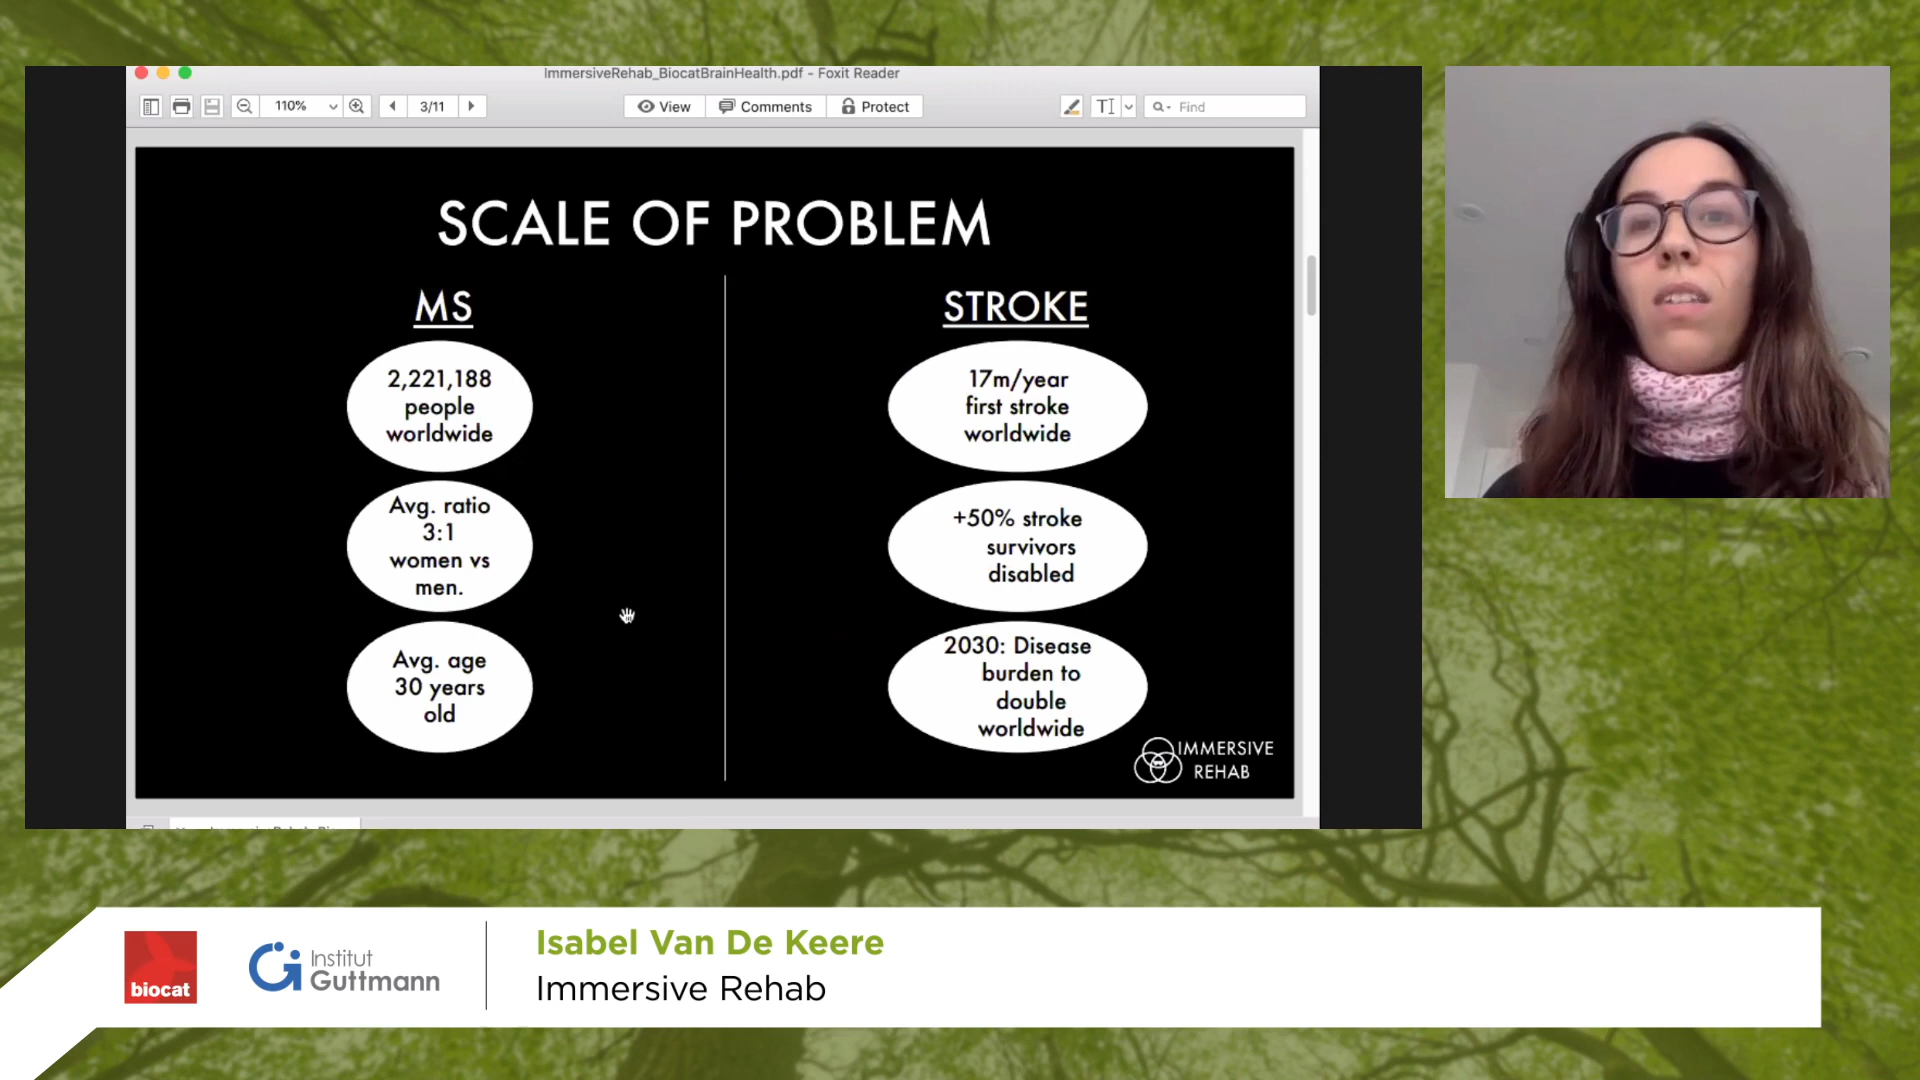 ImmersiveRehab_BiocatBrainHealth.pdf - Foxit Reader
110%
3/11
View
Comments
Protect
Find
SCALE OF PROBLEM
MS
2,221,188
people
worldwide
Avg. ratio
3:1
women vs
men.
Avg. age
30 years
old
STROKE
17m/year
first stroke
worldwide
+50% stroke
survivors
disabled
2030: Disease
burden to
double
worldwide
IMMERSIVE
REHAB
biocat
Institut
Guttmann
Isabel Van De Keere
Immersive Rehab